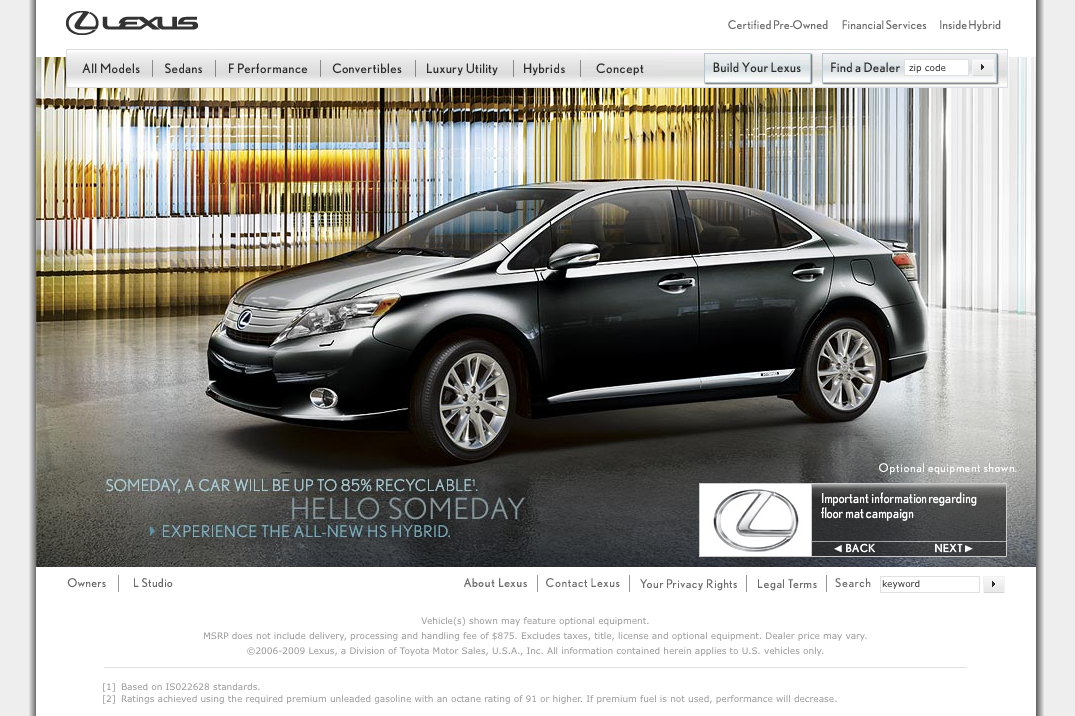 LEXUS
Certified Pre-Owned Financial Services Inside Hybrid
All Models Sedans F Performance Convertibles Luxury Utility Hybrids Concept Build Your Lexus Find a Dealer zip code
Optional equipment shown.
SOMEDAY, A CAR WILL BE UP TO 85% RECYCLABLE¹.
HELLO SOMEDAY
EXPERIENCE THE ALL-NEW HS HYBRID.
Important information regarding
floor mat campaign
◀ BACK NEXT ▶
Owners L Studio About Lexus Contact Lexus Your Privacy Rights Legal Terms Search keyword
Vehicle(s) shown may feature optional equipment.
MSRP does not include delivery, processing and handling fee of $875. Excludes taxes, title, license and optional equipment. Dealer price may vary.
©2006-2009 Lexus, a Division of Toyota Motor Sales, U.S.A., Inc. All information contained herein applies to U.S. vehicles only.
[1] Based on ISO22628 standards.
[2] Ratings achieved using the required premium unleaded gasoline with an octane rating of 91 or higher. If premium fuel is not used, performance will decrease.